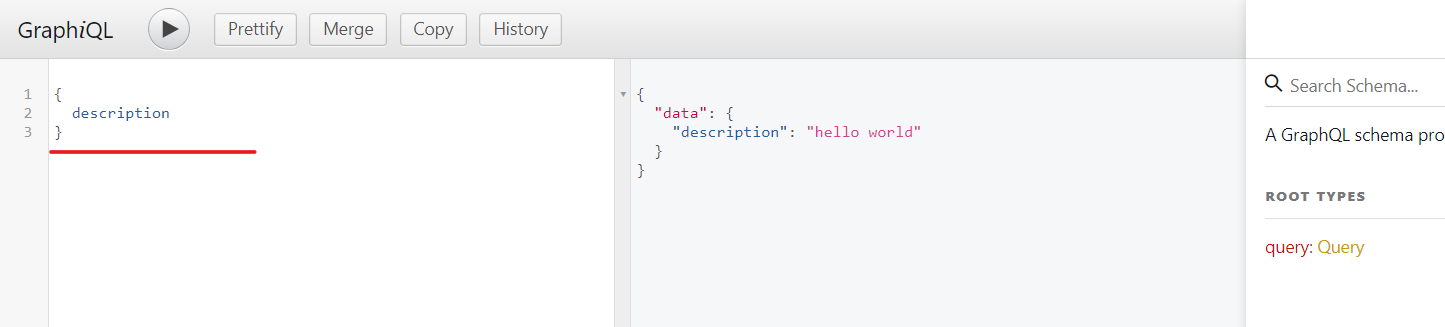 GraphiQL
Prettify
Merge
Copy
History
1 {
2 description
3 }
{
"data": {
"description": "hello world"
}
}
Search Schema...
A GraphQL schema pro
ROOT TYPES
query: Query